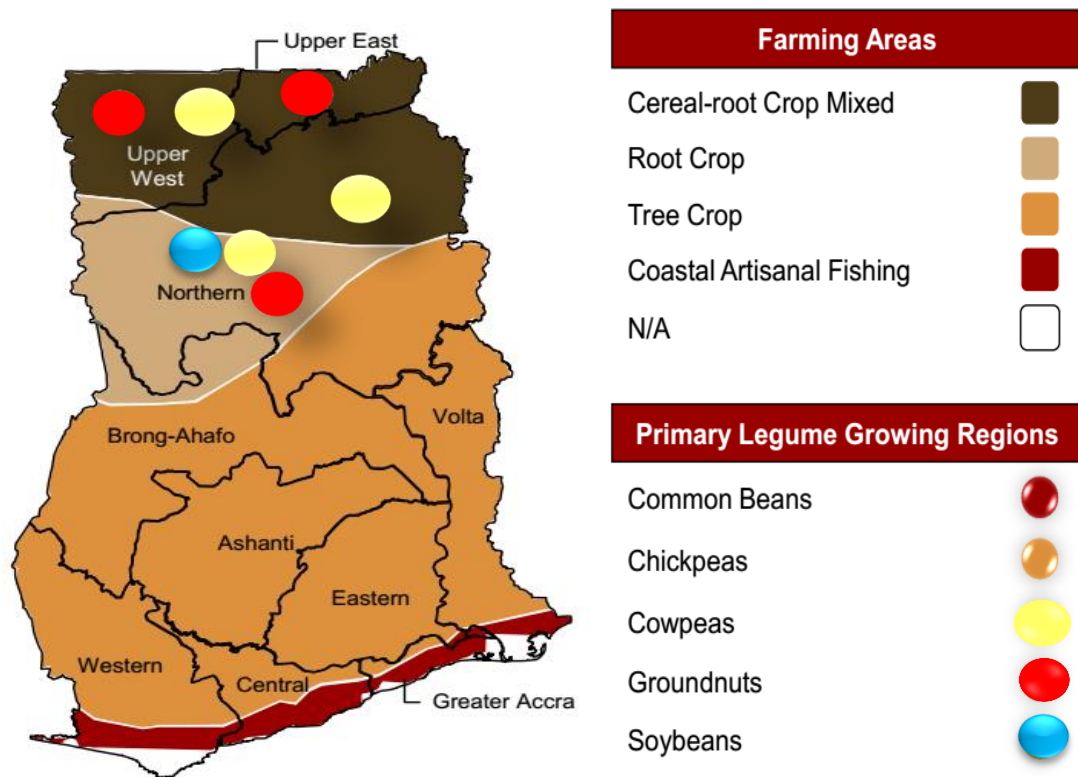 Upper East
Upper
West
Northern
Brong-Ahafo
Volta
Ashanti
Eastern
Western
Central
Greater Accra
Farming Areas
Cereal-root Crop Mixed
Root Crop
Tree Crop
Coastal Artisanal Fishing
N/A
Primary Legume Growing Regions
Common Beans
Chickpeas
Cowpeas
Groundnuts
Soybeans